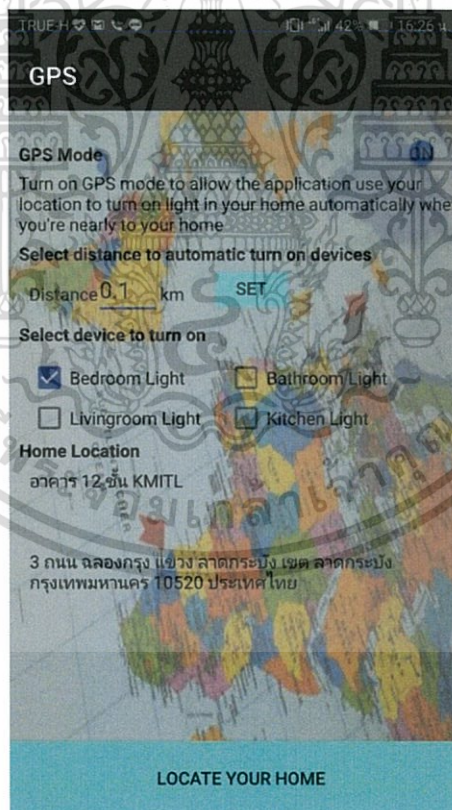 TRUE-H 42% 16:26 น.
GPS
GPS Mode ON
Turn on GPS mode to allow the application use your
location to turn on light in your home automatically whe
you're nearly to your home
Select distance to automatic turn on devices
Distance 0.1 km SET
Select device to turn on
Bedroom Light Bathroom Light
Livingroom Light Kitchen Light
Home Location
อาคาร 12 ชั้น KMITL
3 ถนน ฉลองกรุง แขวง ลาดกระบัง เขต ลาดกระบัง
กรุงเทพมหานคร 10520 ประเทศไทย
LOCATE YOUR HOME